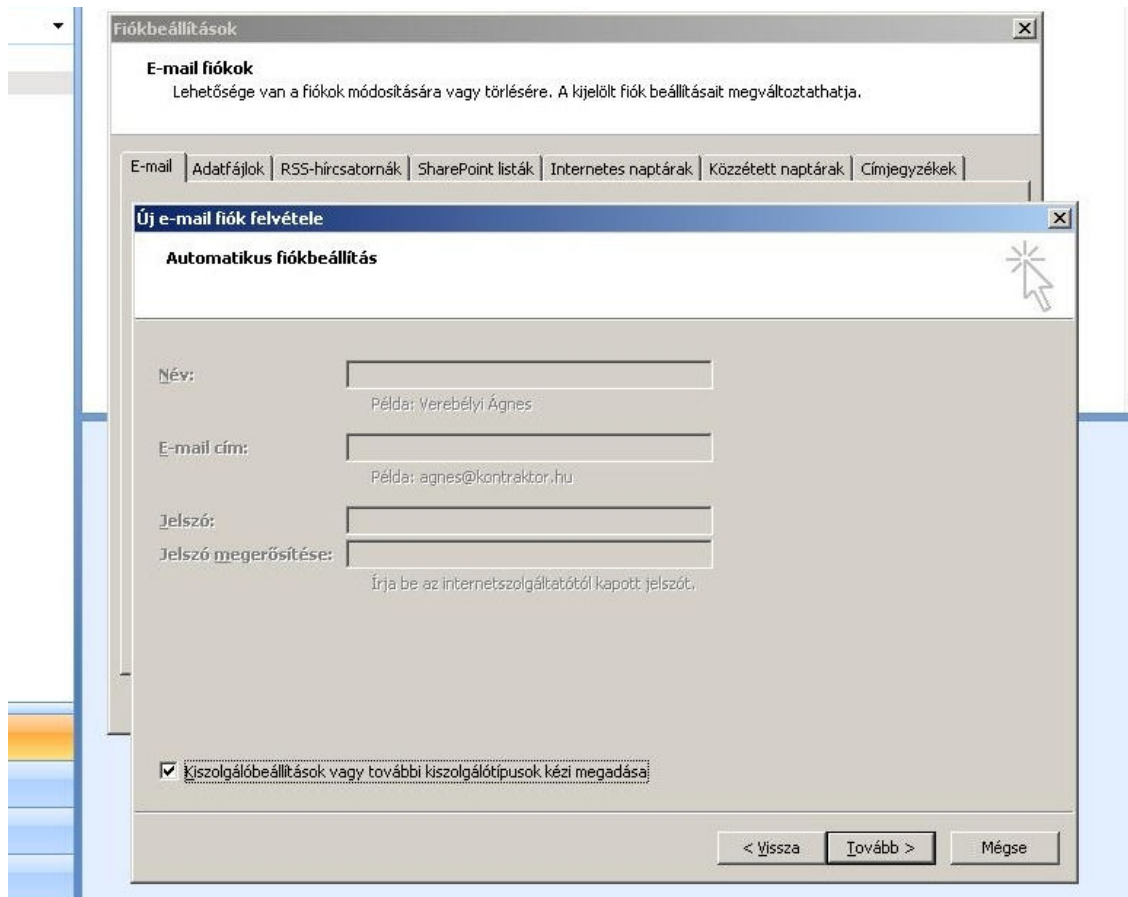 Fiókbeállítások
E-mail fiókok
Lehetősége van a fiókok módosítására vagy törlésére. A kijelölt fiók beállításait megváltoztathatja.
E-mail Adatfájlok RSS-hírcsatornák SharePoint listák Internetes naptárak Közzétett naptárak Címjegyzékek
Új e-mail fiók felvétele
Automatikus fiókbeállítás
Név:
Példa: Verebélyi Ágnes
E-mail cím:
Példa: agnes@kontraktor.hu
Jelszó:
Jelszó megerősítése:
Írja be az internetszolgáltatótól kapott jelszót.
Kiszolgálóbeállítások vagy további kiszolgálótípusok kézi megadása
< Vissza Tovább > Mégse